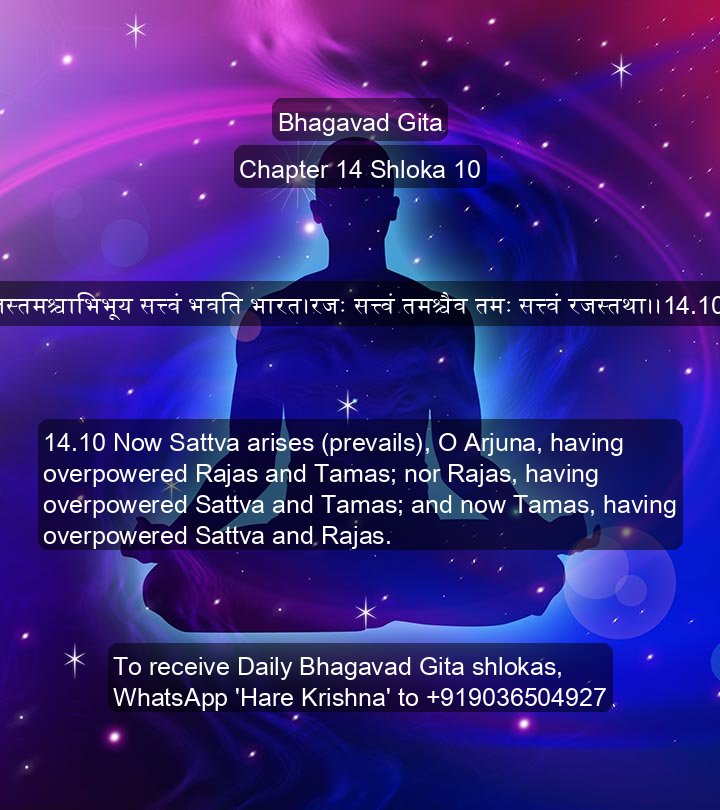 Bhagavad Gita
Chapter 14 Shloka 10
सत्त्वं भवति भारत।रजः सत्त्वं तमश्चैव तमः सत्त्वं रजस्तथा।।14.10
14.10 Now Sattva arises (prevails), O Arjuna, having
overpowered Rajas and Tamas; nor Rajas, having
overpowered Sattva and Tamas; and now Tamas, having
overpowered Sattva and Rajas.
To receive Daily Bhagavad Gita shlokas,
WhatsApp 'Hare Krishna' to +919036504927